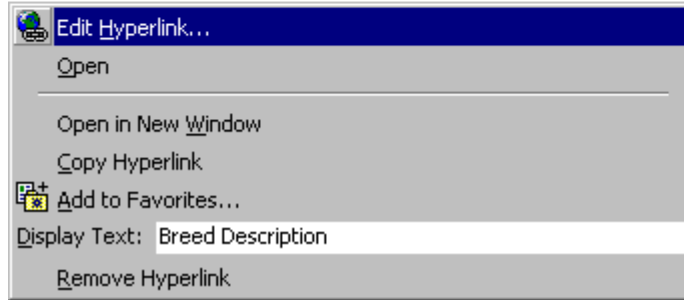 Edit Hyperlink...
Open
Open in New Window
Copy Hyperlink
Add to Favorites...
Display Text: Breed Description
Remove Hyperlink